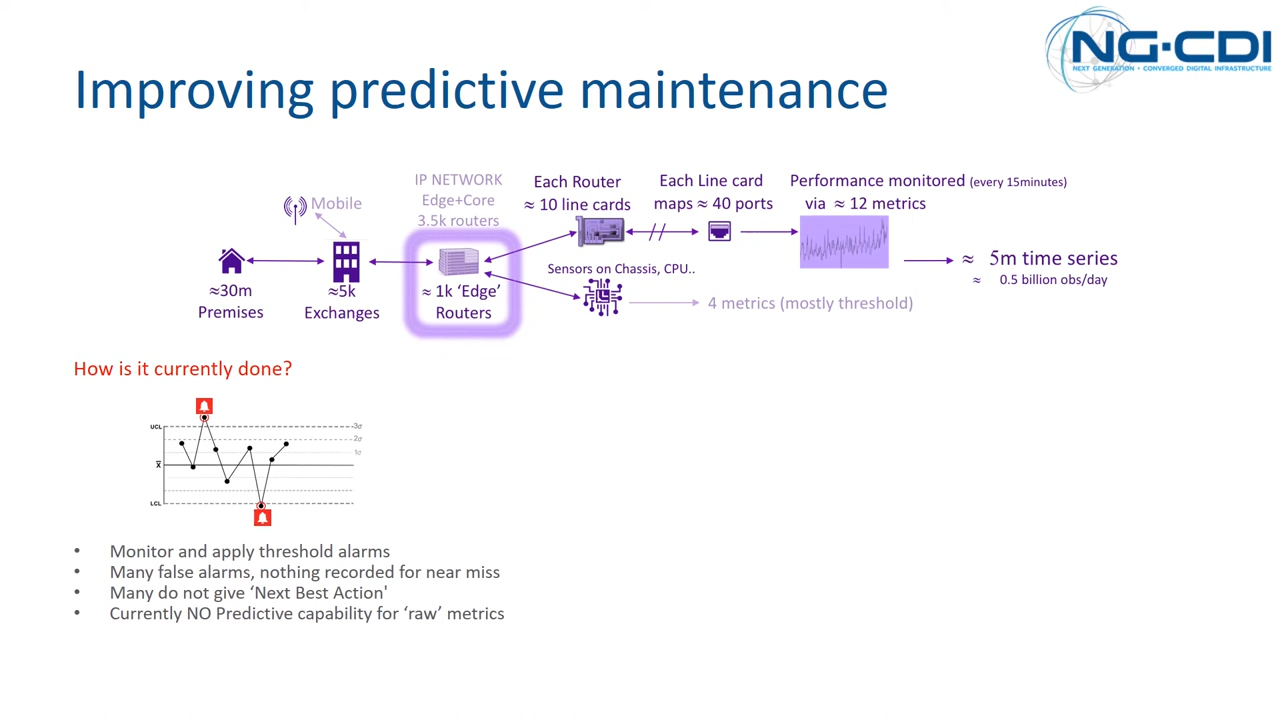 NG-CDI
NEXT GENERATION • CONVERGED DIGITAL INFRASTRUCTURE
Improving predictive maintenance
Mobile
≈30m
Premises
≈5k
Exchanges
IP NETWORK
Edge+Core
3.5k routers
≈ 1k ‘Edge’
Routers
Each Router
≈ 10 line cards
Sensors on Chassis, CPU..
Each Line card
maps ≈ 40 ports
4 metrics (mostly threshold)
Performance monitored (every 15minutes)
via ≈ 12 metrics
≈ 5m time series
≈ 0.5 billion obs/day
How is it currently done?
UCL
3σ
2σ
1σ
X̅
LCL
• Monitor and apply threshold alarms
• Many false alarms, nothing recorded for near miss
• Many do not give ‘Next Best Action'
• Currently NO Predictive capability for ‘raw’ metrics